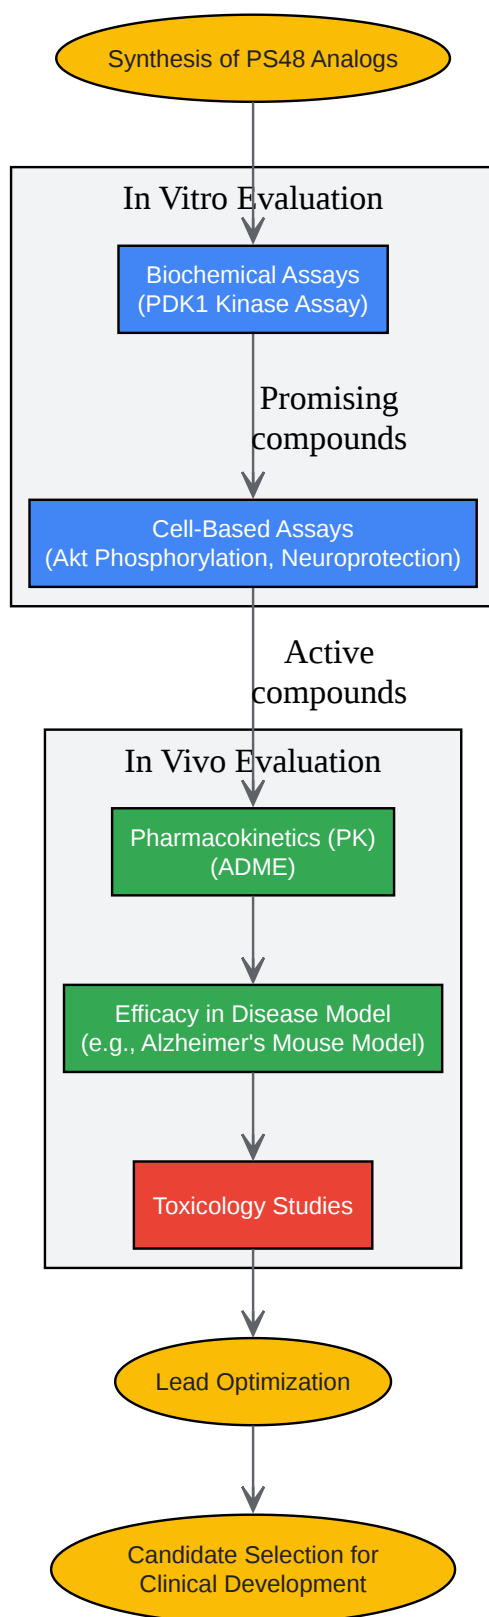 Synthesis of PS48 Analogs
In Vitro Evaluation
Biochemical Assays
(PDK1 Kinase Assay)
Promising
compounds
Cell-Based Assays
(Akt Phosphorylation, Neuroprotection)
Active
compounds
In Vivo Evaluation
Pharmacokinetics (PK)
(ADME)
Efficacy in Disease Model
(e.g., Alzheimer's Mouse Model)
Toxicology Studies
Lead Optimization
Candidate Selection for
Clinical Development